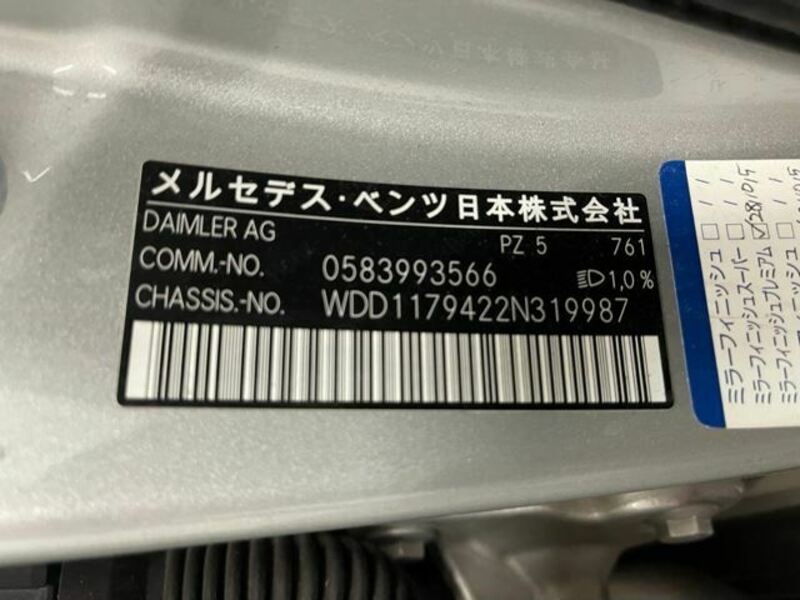 メルセデス・ベンツ日本株式会社
DAIMLER AG
PZ 5 761
COMM.-NO. 0583993566
1,0%
CHASSIS.-NO. WDD1179422N319987
ミラーフィニッシュ
ミラーフィニッシュスーパー
ミラーフィニッシュプレミアム